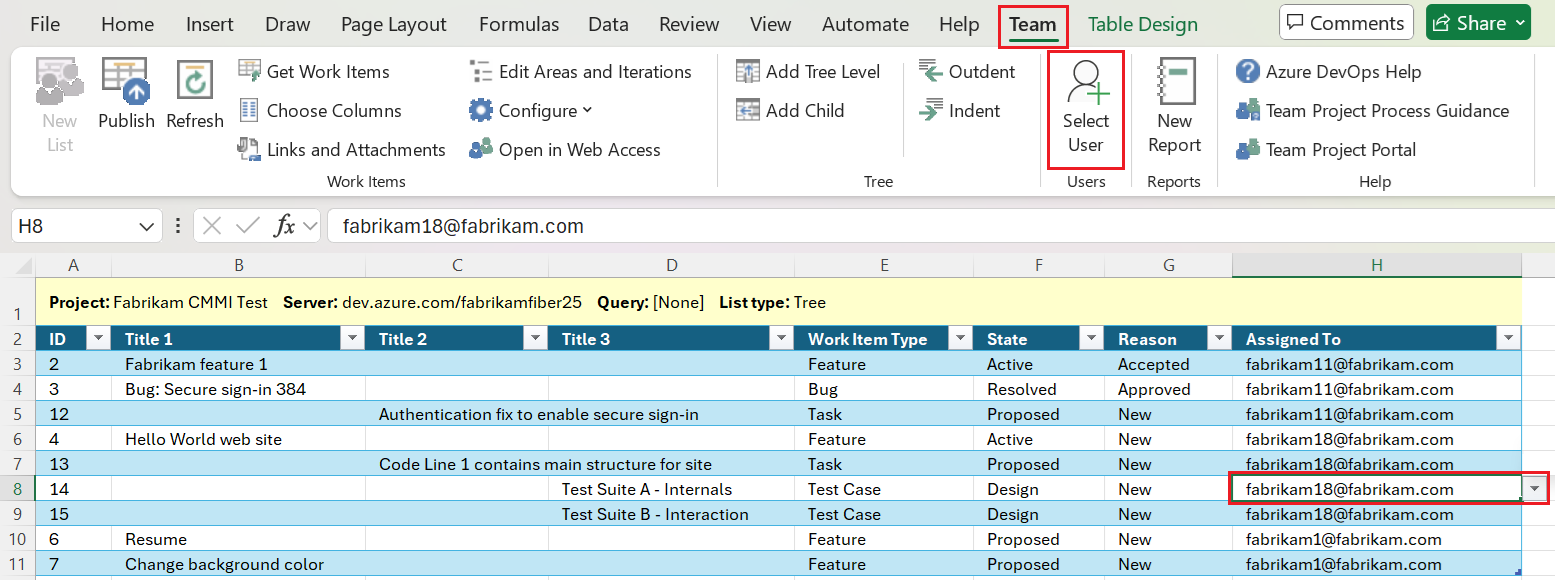 File Home Insert Draw Page Layout Formulas Data Review View Automate Help Team Table Design Comments Share
New List
Publish
Refresh
Get Work Items
Choose Columns
Links and Attachments
Edit Areas and Iterations
Configure
Open in Web Access
Work Items
Add Tree Level
Add Child
Outdent
Indent
Tree
Select User
Users
New Report
Reports
Azure DevOps Help
Team Project Process Guidance
Team Project Portal
Help
H8 fx fabrikam18@fabrikam.com
A B C D E F G H
1 Project: Fabrikam CMMI Test Server: dev.azure.com/fabrikamfiber25 Query: [None] List type: Tree
2 ID Title 1 Title 2 Title 3 Work Item Type State Reason Assigned To
3 2 Fabrikam feature 1 Feature Active Accepted fabrikam11@fabrikam.com
4 3 Bug: Secure sign-in 384 Bug Resolved Approved fabrikam11@fabrikam.com
5 12 Authentication fix to enable secure sign-in Task Proposed New fabrikam11@fabrikam.com
6 4 Hello World web site Feature Active New fabrikam18@fabrikam.com
7 13 Code Line 1 contains main structure for site Task Proposed New fabrikam18@fabrikam.com
8 14 Test Suite A - Internals Test Case Design New fabrikam18@fabrikam.com
9 15 Test Suite B - Interaction Test Case Design New fabrikam18@fabrikam.com
10 6 Resume Feature Proposed New fabrikam1@fabrikam.com
11 7 Change background color Feature Proposed New fabrikam1@fabrikam.com